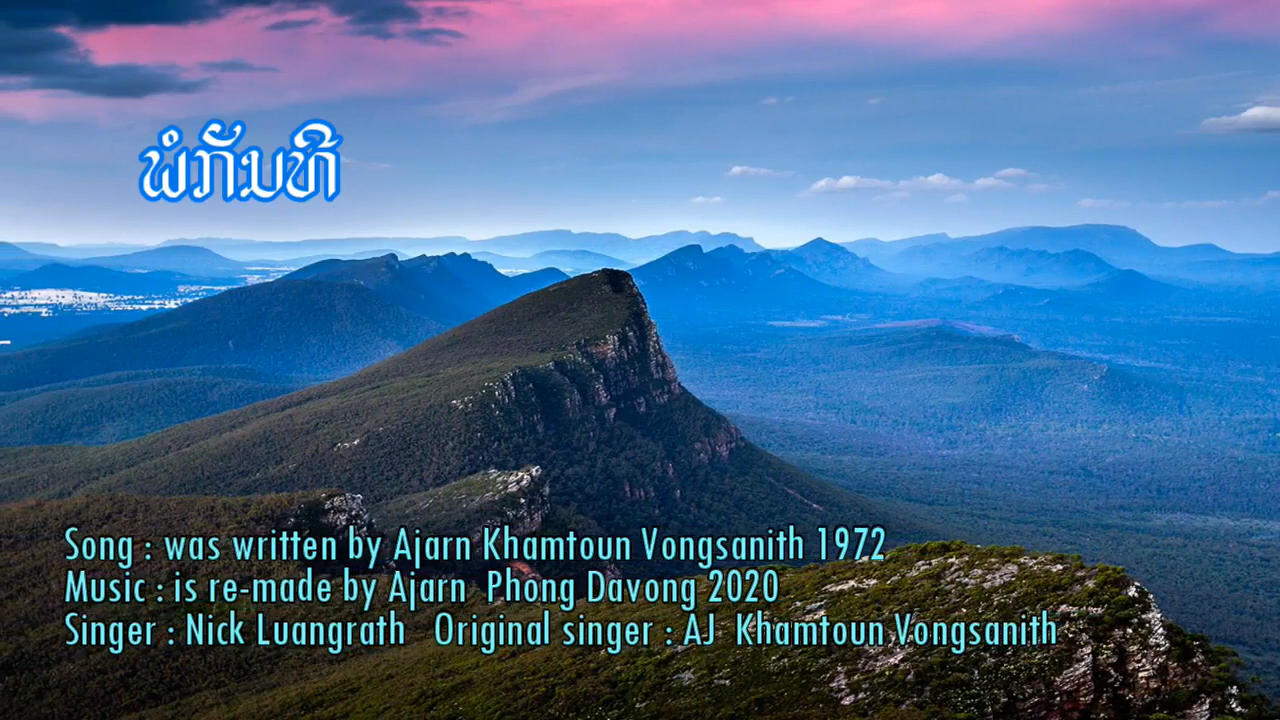 ພໍກັນທີ
Song : was written by Ajarn Khamtoun Vongsanith 1972
Music : is re-made by Ajarn Phong Davong 2020
Singer : Nick Luangrath Original singer : AJ Khamtoun Vongsanith